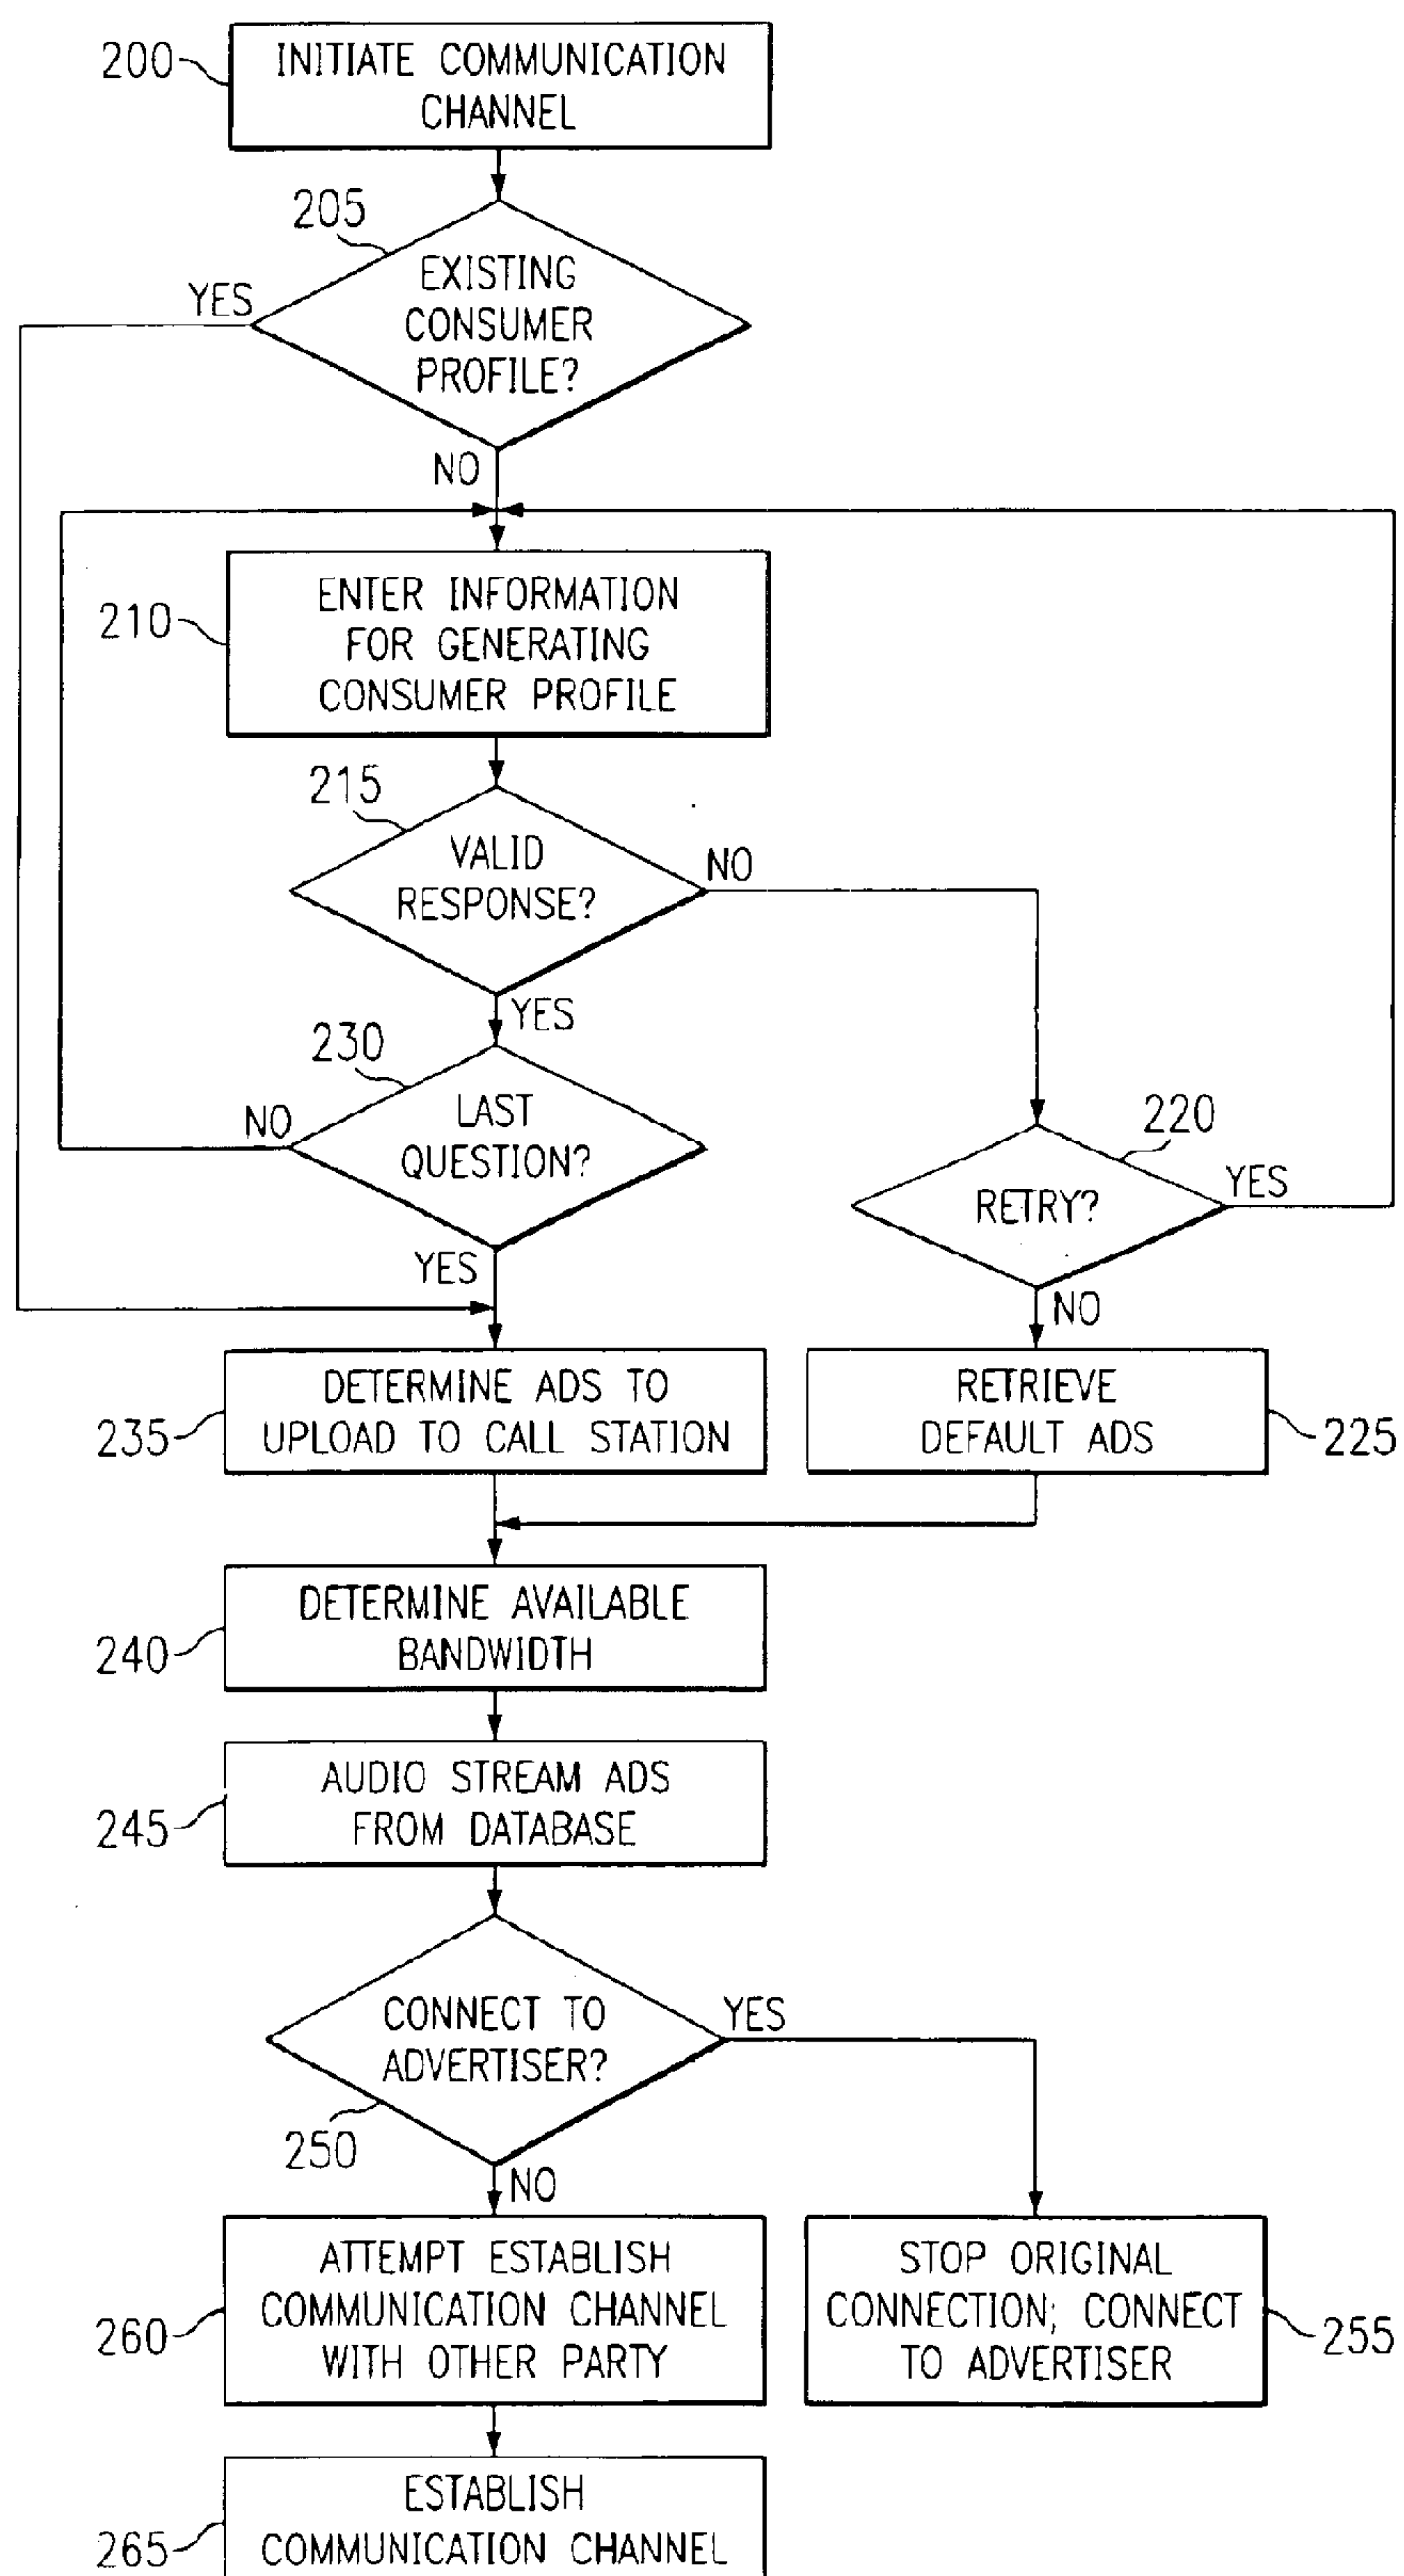 200
INITIATE COMMUNICATION
CHANNEL
205
EXISTING
CONSUMER
PROFILE?
YES
NO
210
ENTER INFORMATION
FOR GENERATING
CONSUMER PROFILE
215
VALID
RESPONSE?
NO
YES
230
LAST
QUESTION?
NO
YES
220
RETRY?
YES
NO
235
DETERMINE ADS TO
UPLOAD TO CALL STATION
RETRIEVE
DEFAULT ADS
225
240
DETERMINE AVAILABLE
BANDWIDTH
245
AUDIO STREAM ADS
FROM DATABASE
CONNECT TO
ADVERTISER?
250
YES
NO
260
ATTEMPT ESTABLISH
COMMUNICATION CHANNEL
WITH OTHER PARTY
STOP ORIGINAL
CONNECTION; CONNECT
TO ADVERTISER
255
265
ESTABLISH
COMMUNICATION CHANNEL